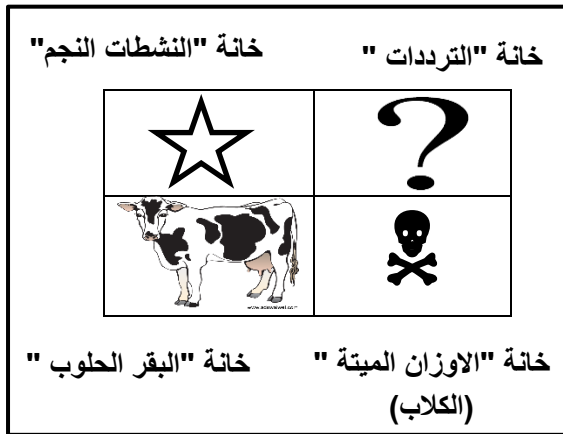 خانة "الترددات "
خانة "النشطات النجم"
خانة "الاوزان الميتة "
(الكلاب)
خانة "البقر الحلوب "